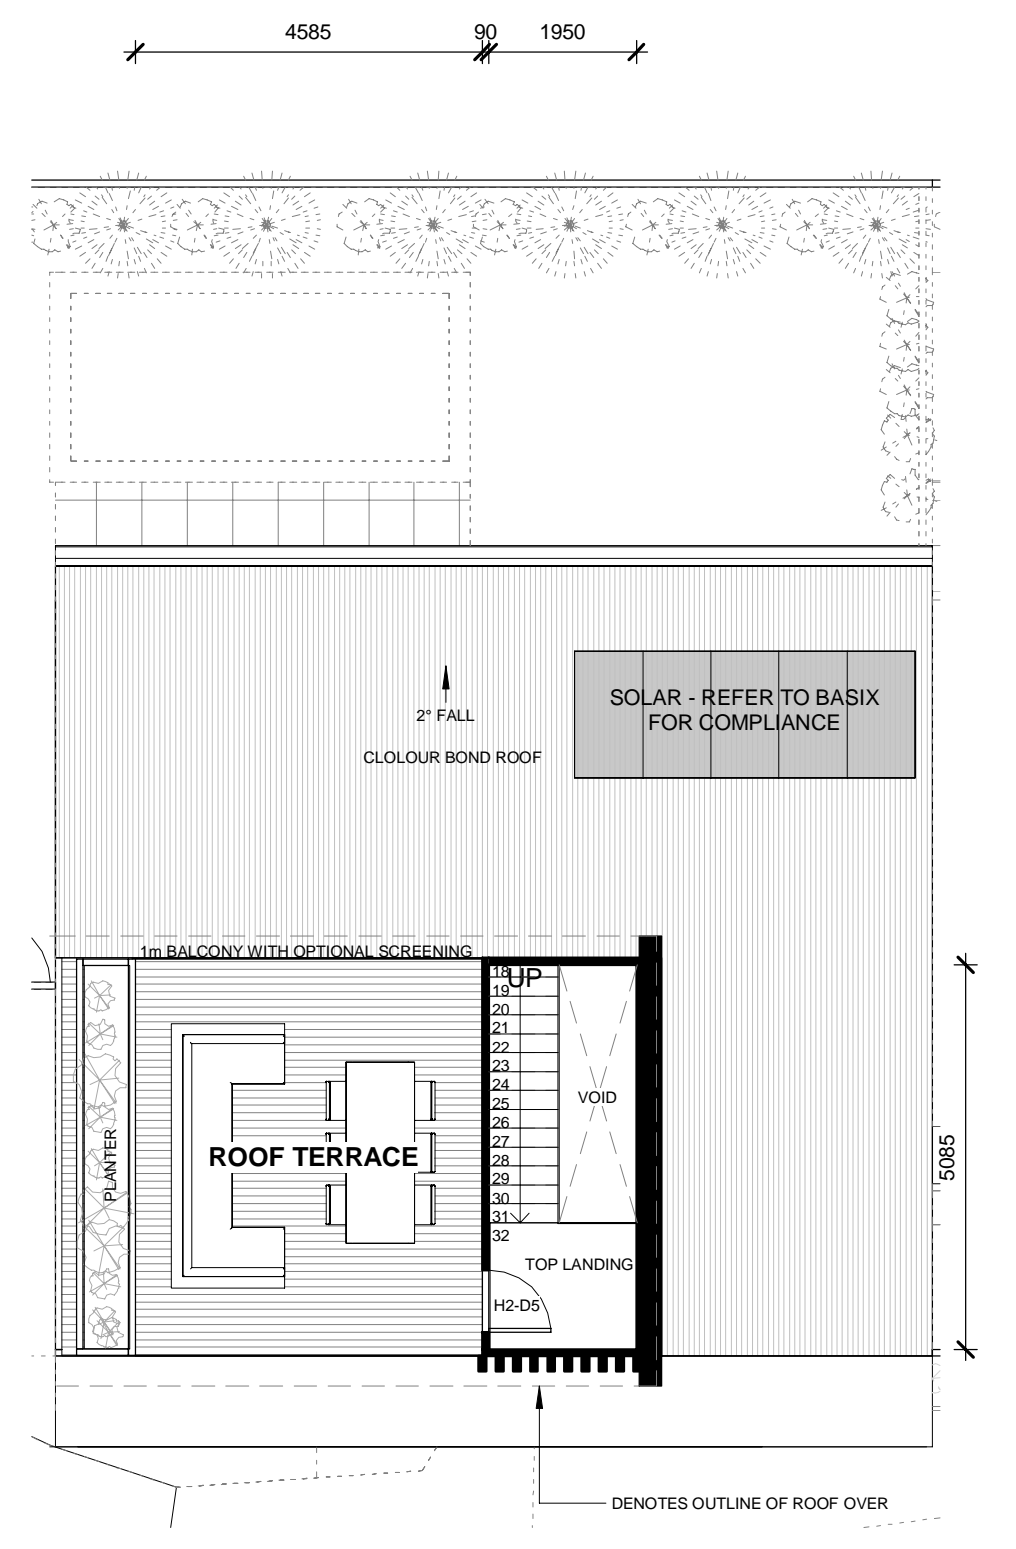 4585
90
1950
SOLAR - REFER TO BASIX
FOR COMPLIANCE
2° FALL
CLOLOUR BOND ROOF
1m BALCONY WITH OPTIONAL SCREENING
UP
18
19
20
21
22
23
24
25
26
27
28
29
30
31
32
VOID
PLANTER
ROOF TERRACE
5085
TOP LANDING
H2-D5
DENOTES OUTLINE OF ROOF OVER